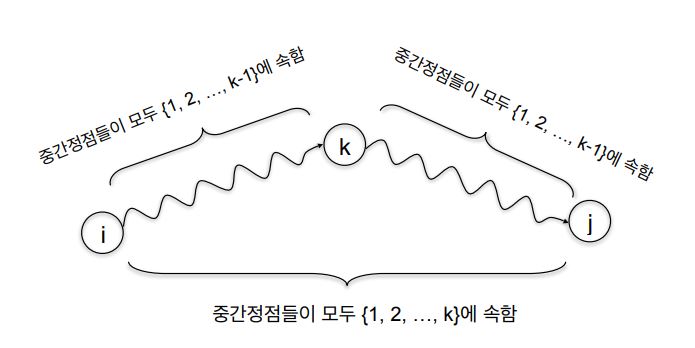 중간정점들이 모두 {1, 2, …, k-1}에 속함
중간정점들이 모두 {1, 2, …, k-1}에 속함
k
i
j
중간정점들이 모두 {1, 2, …, k}에 속함